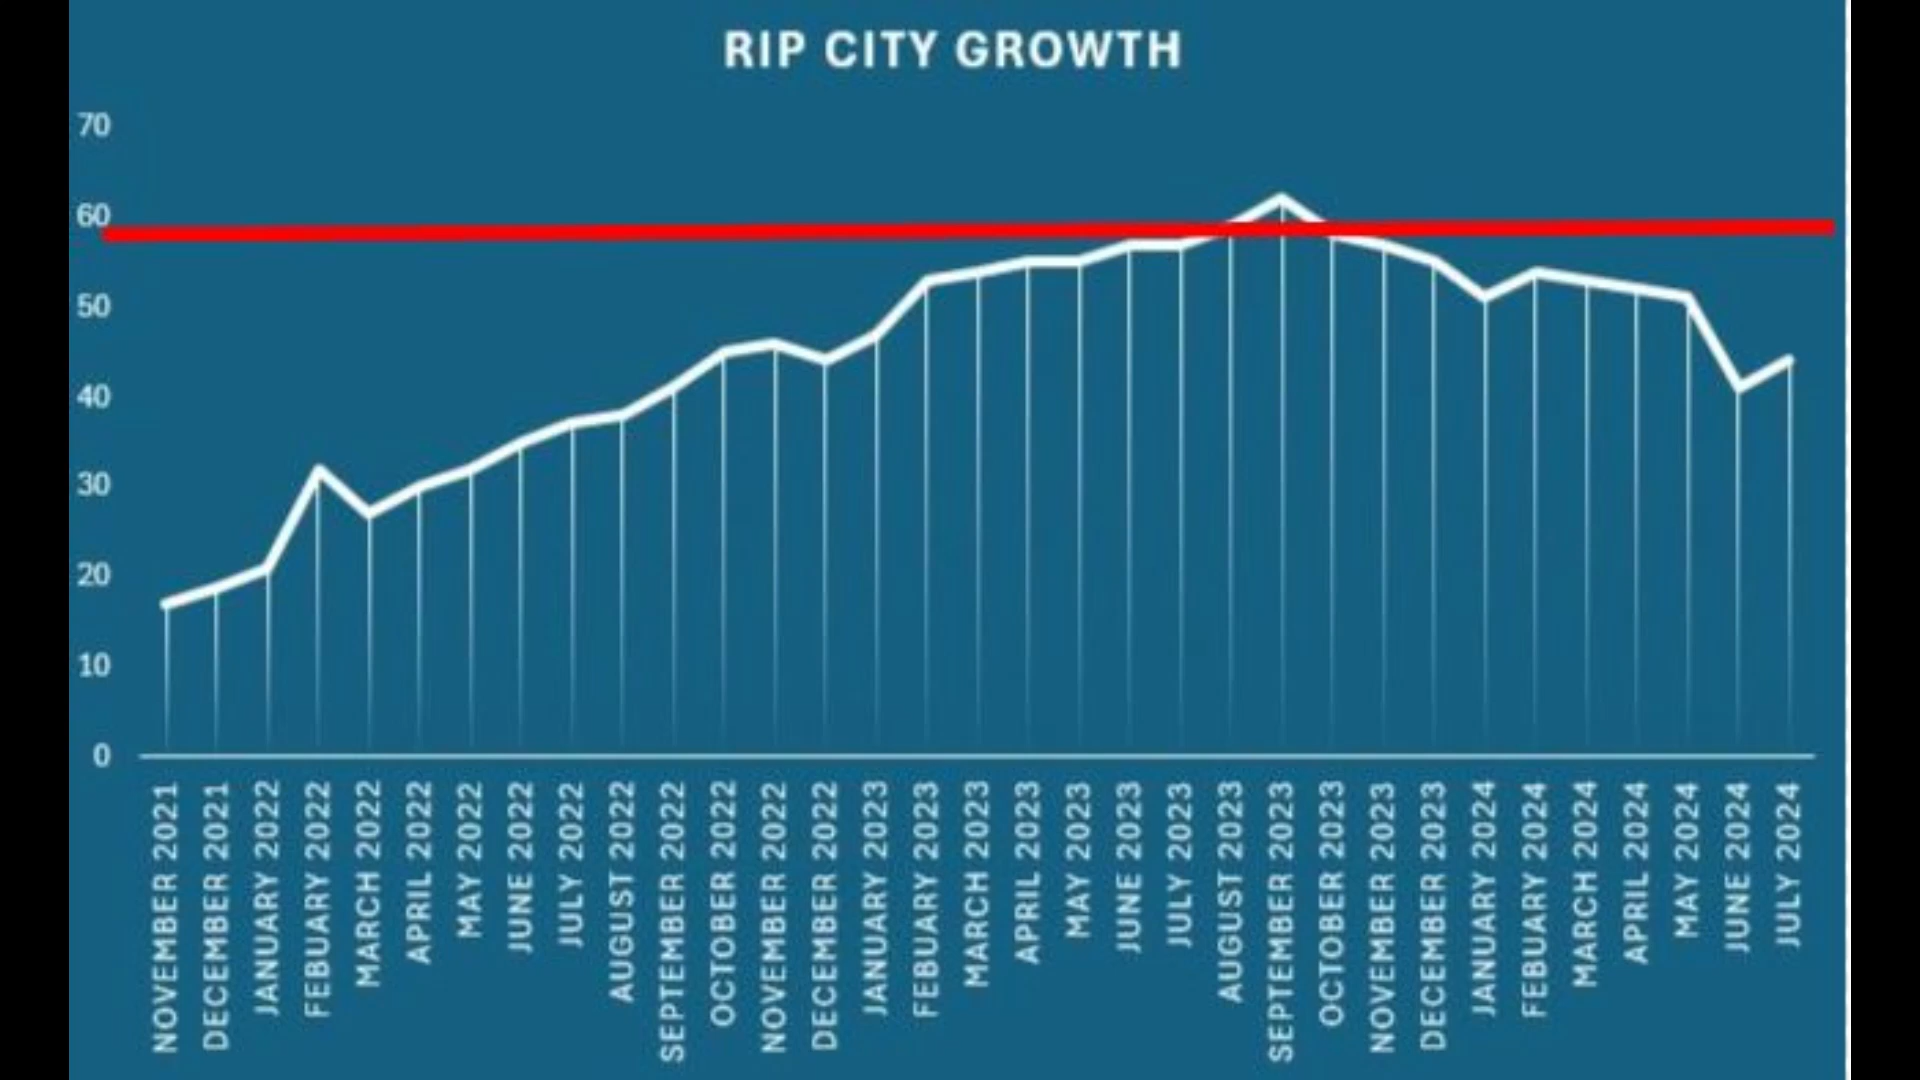 RIP CITY GROWTH
70
60
50
40
30
20
10
0
NOVEMBER 2021
DECEMBER 2021
JANUARY 2022
FEBUARY 2022
MARCH 2022
APRIL 2022
MAY 2022
JUNE 2022
JULY 2022
AUGUST 2022
SEPTEMBER 2022
OCTOBER 2022
NOVEMBER 2022
DECEMBER 2022
JANUARY 2023
FEBUARY 2023
MARCH 2023
APRIL 2023
MAY 2023
JUNE 2023
JULY 2023
AUGUST 2023
SEPTEMBER 2023
OCTOBER 2023
NOVEMBER 2023
DECEMBER 2023
JANUARY 2024
FEBUARY 2024
MARCH 2024
APRIL 2024
MAY 2024
JUNE 2024
JULY 2024